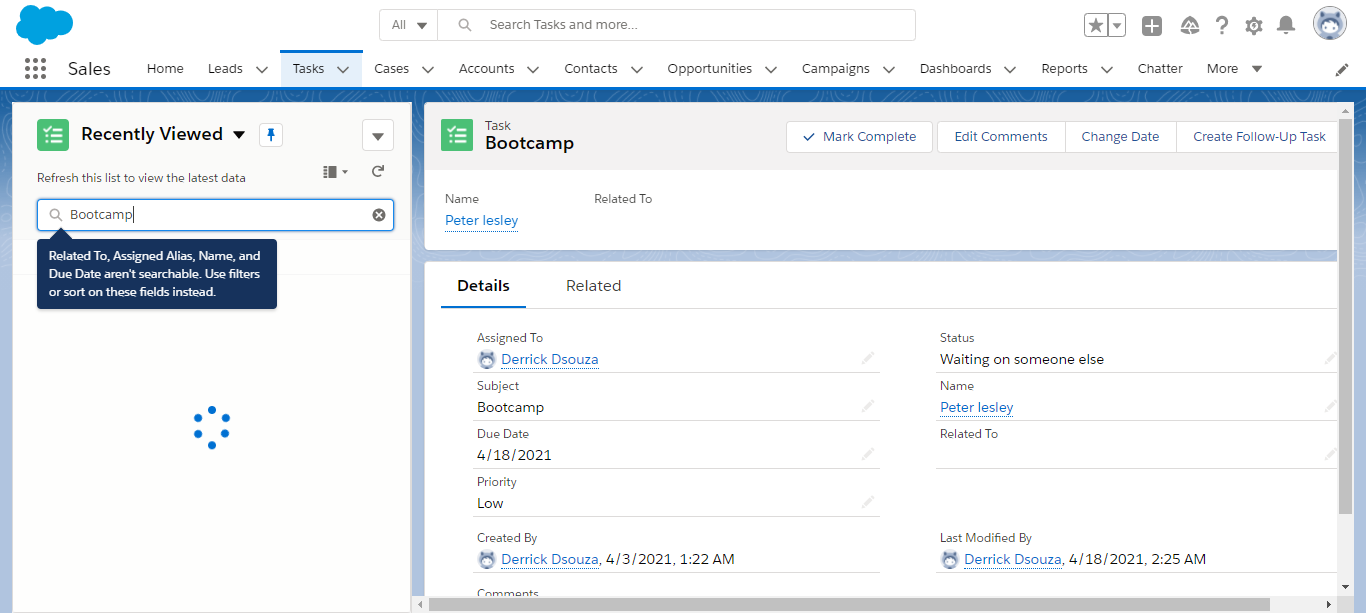 All
Search Tasks and more...
Sales
Home
Leads
Tasks
Cases
Accounts
Contacts
Opportunities
Campaigns
Dashboards
Reports
Chatter
More
Recently Viewed
Refresh this list to view the latest data
Bootcamp
Related To, Assigned Alias, Name, and
Due Date aren't searchable. Use filters
or sort on these fields instead.
Task
Bootcamp
Mark Complete
Edit Comments
Change Date
Create Follow-Up Task
Name
Related To
Peter lesley
Details
Related
Assigned To
Derrick Dsouza
Status
Waiting on someone else
Subject
Bootcamp
Name
Peter lesley
Due Date
4/18/2021
Related To
Priority
Low
Created By
Derrick Dsouza, 4/3/2021, 1:22 AM
Last Modified By
Derrick Dsouza, 4/18/2021, 2:25 AM
Comments